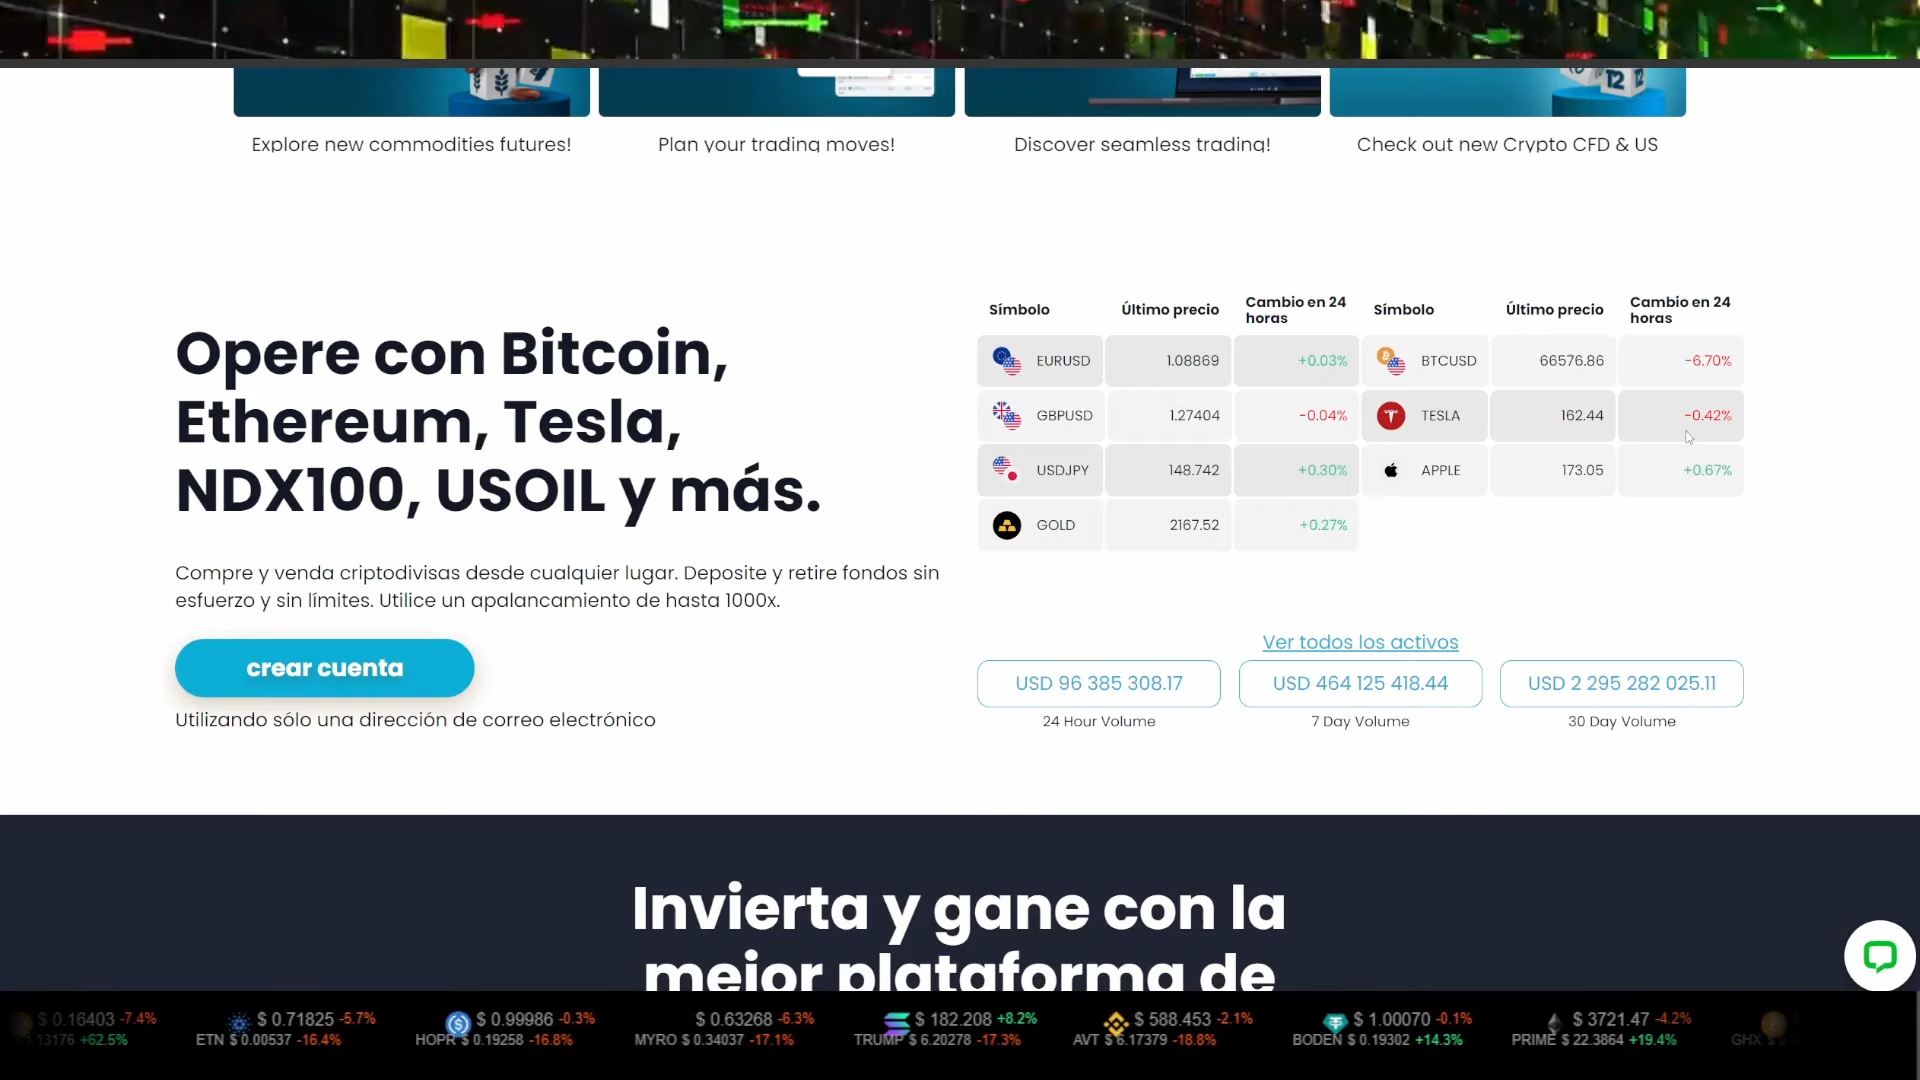 Explore new commodities futures!
Plan your trading moves!
Discover seamless trading!
Check out new Crypto CFD & US
Opere con Bitcoin,
Ethereum, Tesla,
NDX100, USOIL y más.
Compre y venda criptodivisas desde cualquier lugar. Deposite y retire fondos sin
esfuerzo y sin límites. Utilice un apalancamiento de hasta 1000x.
crear cuenta
Utilizando sólo una dirección de correo electrónico
Símbolo Último precio Cambio en 24 horas Símbolo Último precio Cambio en 24 horas
EURUSD 1.08869 +0.03% BTCUSD 66576.86 -6.70%
GBPUSD 1.27404 -0.04% TESLA 162.44 -0.42%
USDJPY 148.742 +0.30% APPLE 173.05 +0.67%
GOLD 2167.52 +0.27%
Ver todos los activos
USD 96 385 308.17 USD 464 125 418.44 USD 2 295 282 025.11
24 Hour Volume 7 Day Volume 30 Day Volume
Invierta y gane con la
mejor plataforma de
$ 0.16403 -7.4% $ 0.71825 -5.7% $ 0.99986 -0.3% $ 0.63268 -6.3% $ 182.208 +8.2% $ 588.453 -2.1% $ 1.00070 -0.1% $ 3721.47 -4.2%
13176 +62.5% ETN $ 0.00537 -16.4% HOPR $ 0.19258 -16.8% MYRO $ 0.34037 -17.1% TRUMP $ 6.20278 -17.3% AVT $ 6.17379 -18.8% BODEN $ 0.19302 +14.3% PRIME $ 22.3864 +19.4% GHX $